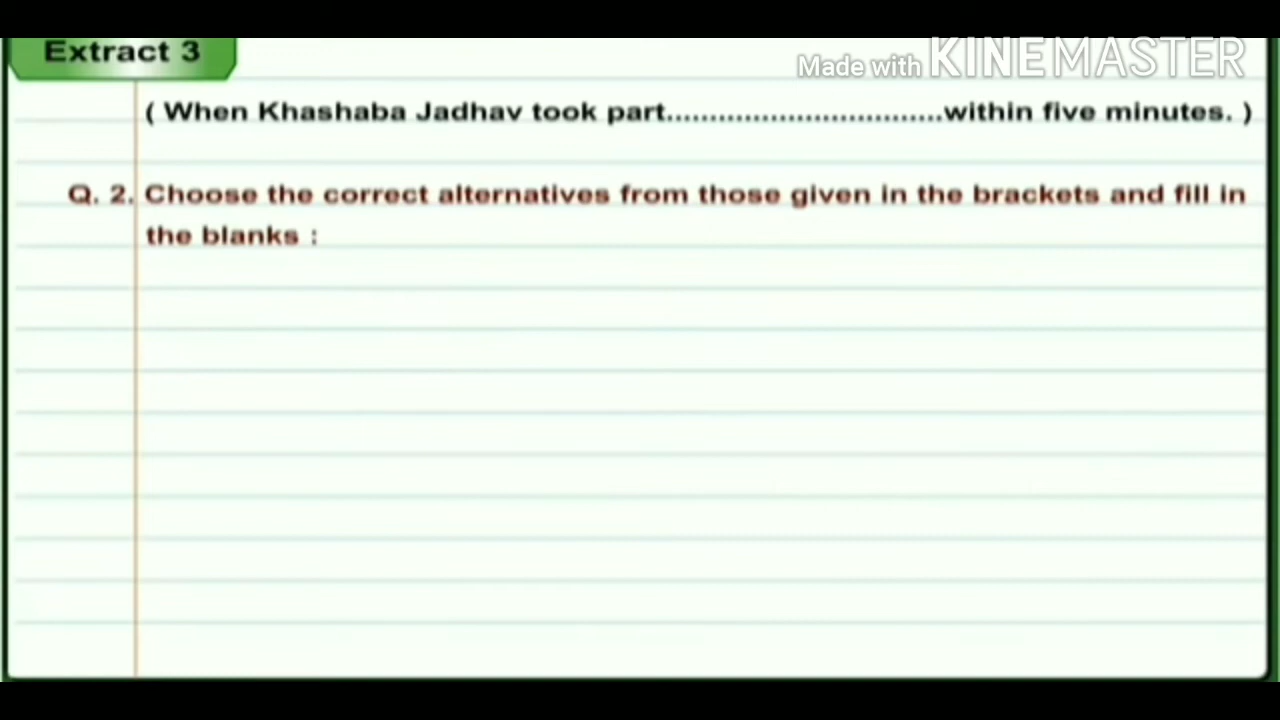 Extract 3
Made with KINEMASTER
( When Khashaba Jadhav took part................................within five minutes. )
Q. 2. Choose the correct alternatives from those given in the brackets and fill in
the blanks :